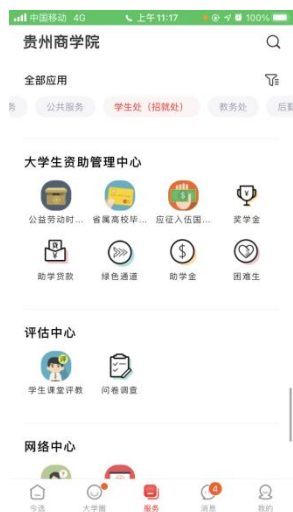 中国移动 4G 上午11:17 100%
贵州商学院
全部应用
务 公共服务 学生处（招就处） 教务处 后勤
大学生资助管理中心
公益劳动时... 省属高校毕... 应征入伍国... 奖学金
助学贷款 绿色通道 助学金 困难生
评估中心
评
学生课堂评教 问卷调查
网络中心
4
今选 大学圈 服务 消息 我的